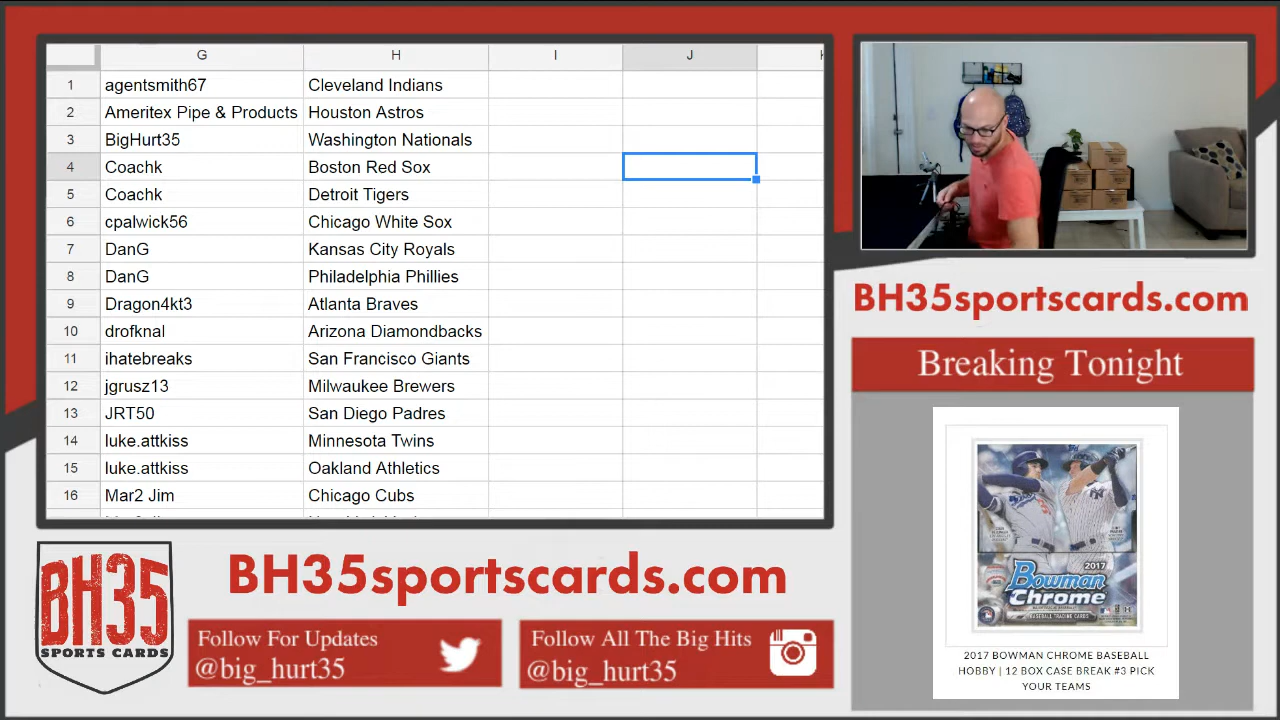 G H I J
1 agentsmith67 Cleveland Indians
2 Ameritex Pipe & Products Houston Astros
3 BigHurt35 Washington Nationals
4 Coachk Boston Red Sox
5 Coachk Detroit Tigers
6 cpalwick56 Chicago White Sox
7 DanG Kansas City Royals
8 DanG Philadelphia Phillies
9 Dragon4kt3 Atlanta Braves
10 drofknal Arizona Diamondbacks
11 ihatebreaks San Francisco Giants
12 jgrusz13 Milwaukee Brewers
13 JRT50 San Diego Padres
14 luke.attkiss Minnesota Twins
15 luke.attkiss Oakland Athletics
16 Mar2 Jim Chicago Cubs
BH35sportscards.com
Breaking Tonight
2017
Bowman
Chrome
BASEBALL TRADING CARDS
2017 BOWMAN CHROME BASEBALL
HOBBY | 12 BOX CASE BREAK #3 PICK
YOUR TEAMS
BH35
SPORTS CARDS
BH35sportscards.com
Follow For Updates
@big_hurt35
Follow All The Big Hits
@big_hurt35